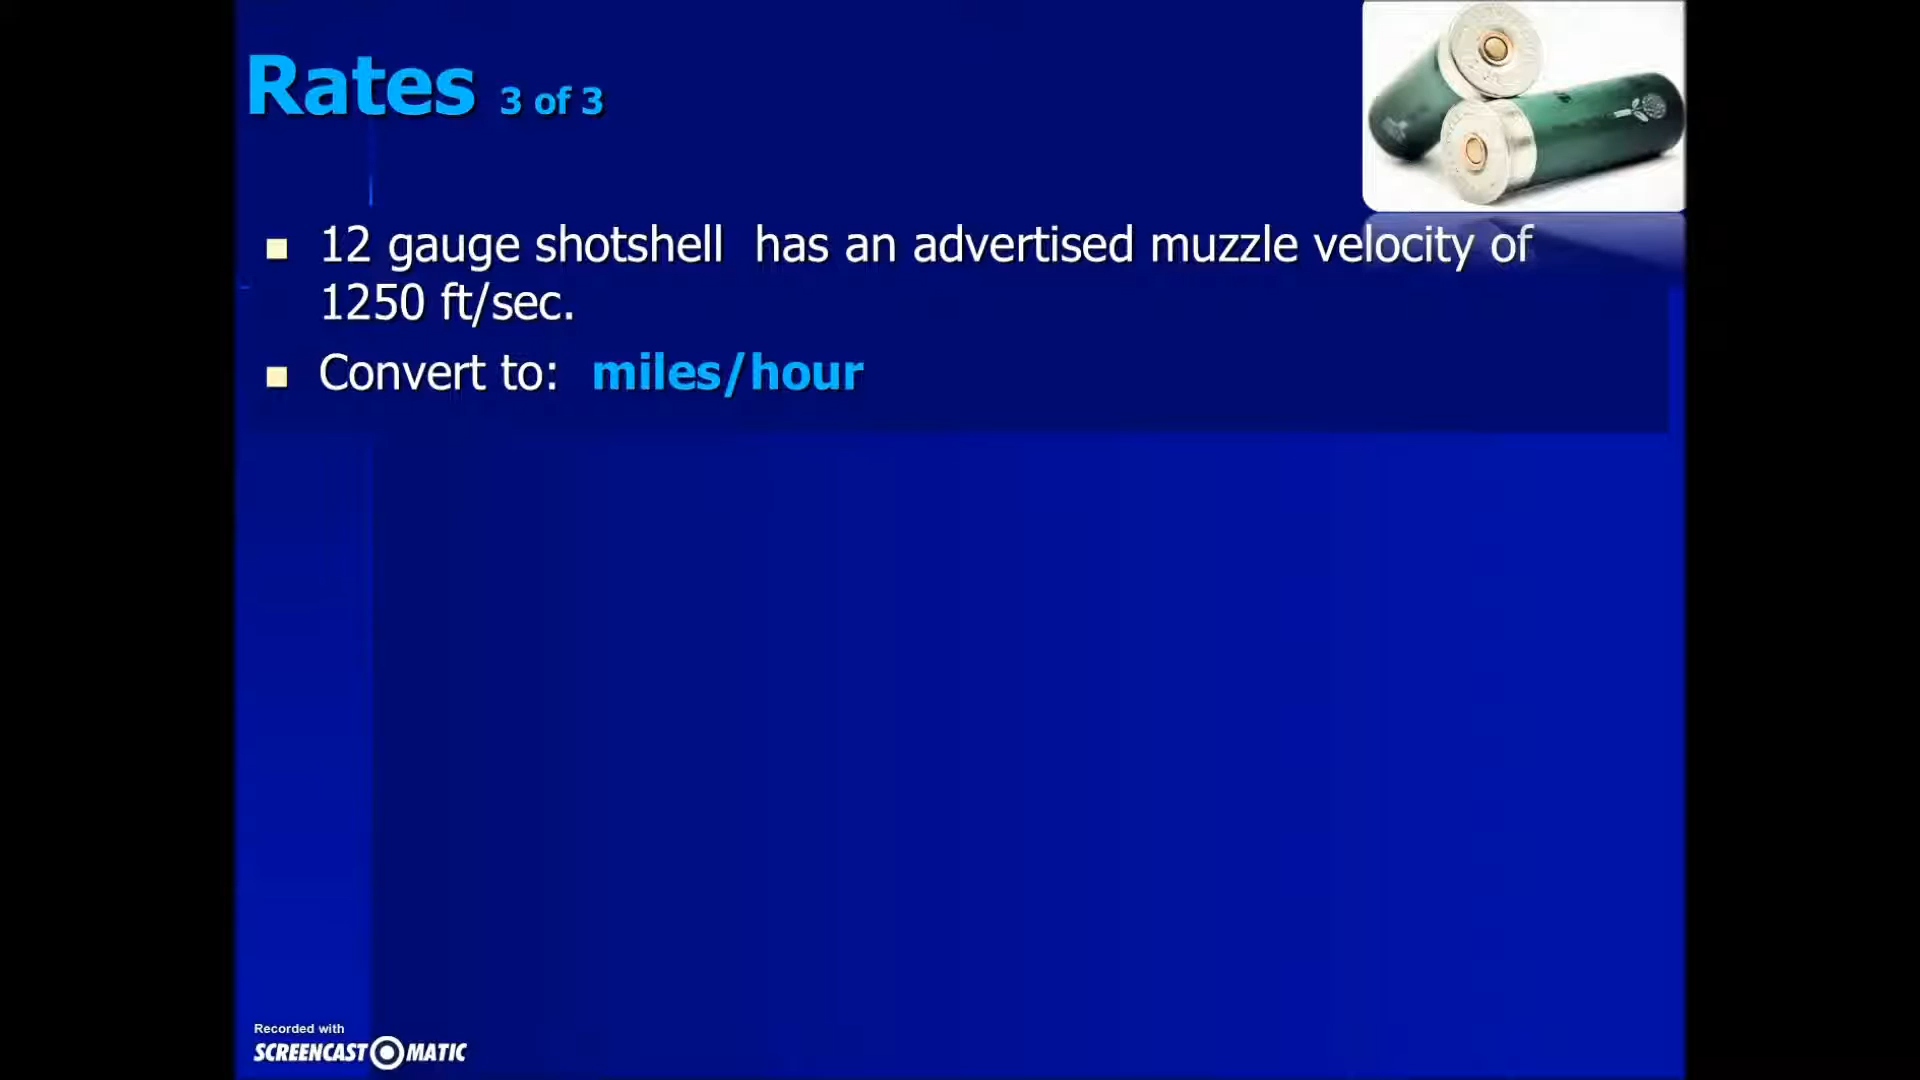 Rates 3 of 3
12 gauge shotshell has an advertised muzzle velocity of
1250 ft/sec.
Convert to: miles/hour
Recorded with
SCREENCAST MATIC